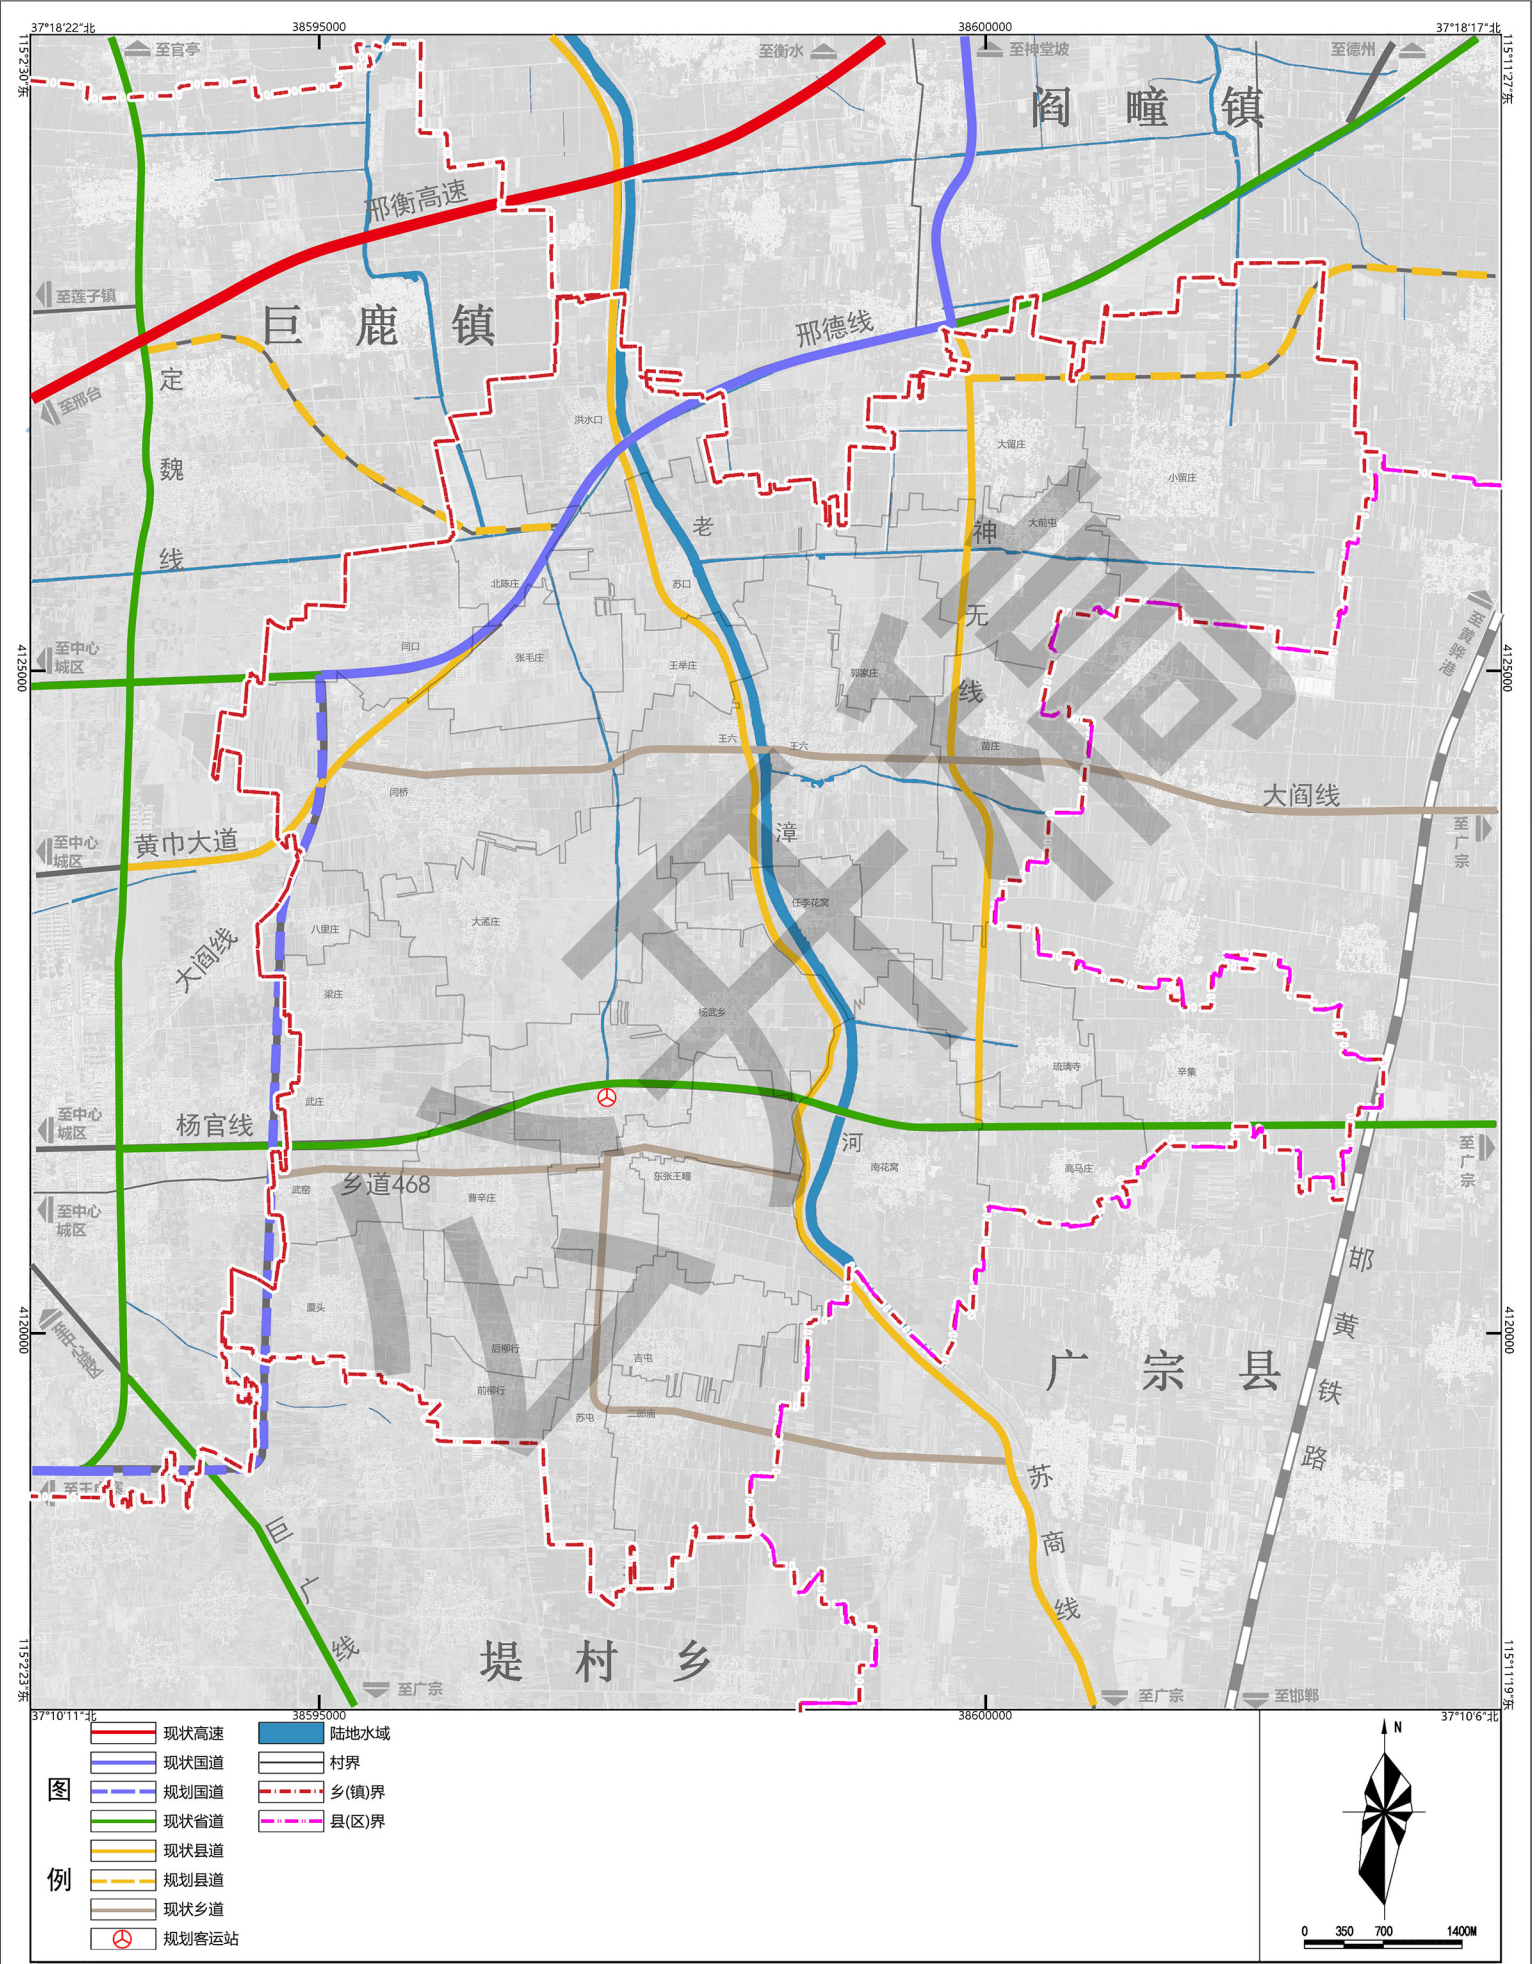 37°18′22″北
38595000
38600000
37°18′17″北
115°2′30″东
115°11′27″东
至官亭
至衡水
至神堂坡
至德州
阎疃镇
邢衡高速
至莲子镇
巨鹿镇
邢德线
定魏线
至邢台
洪水口
大留庄
小留庄
老漳河
神无线
大前屯
北陈庄
苏口
至黄骅港
闫口
张毛庄
王举庄
郭家庄
至中心城区
4125000
4125000
王六
王六
苗庄
闫桥
大阎线
黄巾大道
至中心城区
至广宗
任李花窝
大孟庄
八里庄
大阎线
梁庄
杨武乡
琉璃寺
辛集
武庄
至中心城区
杨官线
至广宗
南花窝
高马庄
东张王疃
武窑
乡道468
曹辛庄
至中心城区
邯黄铁路
厦头
4120000
4120000
至中心城区
后柳行
吉屯
前柳行
苏屯
二郎庙
广宗县
苏商线
至王虎寨
巨广线
堤村乡
至广宗
至广宗
至邯郸
115°2′23″东
115°11′19″东
37°10′11″北
38595000
38600000
37°10′6″北
公示稿
图例
现状高速
陆地水域
现状国道
村界
规划国道
乡(镇)界
现状省道
县(区)界
现状县道
规划县道
现状乡道
规划客运站
N
0 350 700 1400M